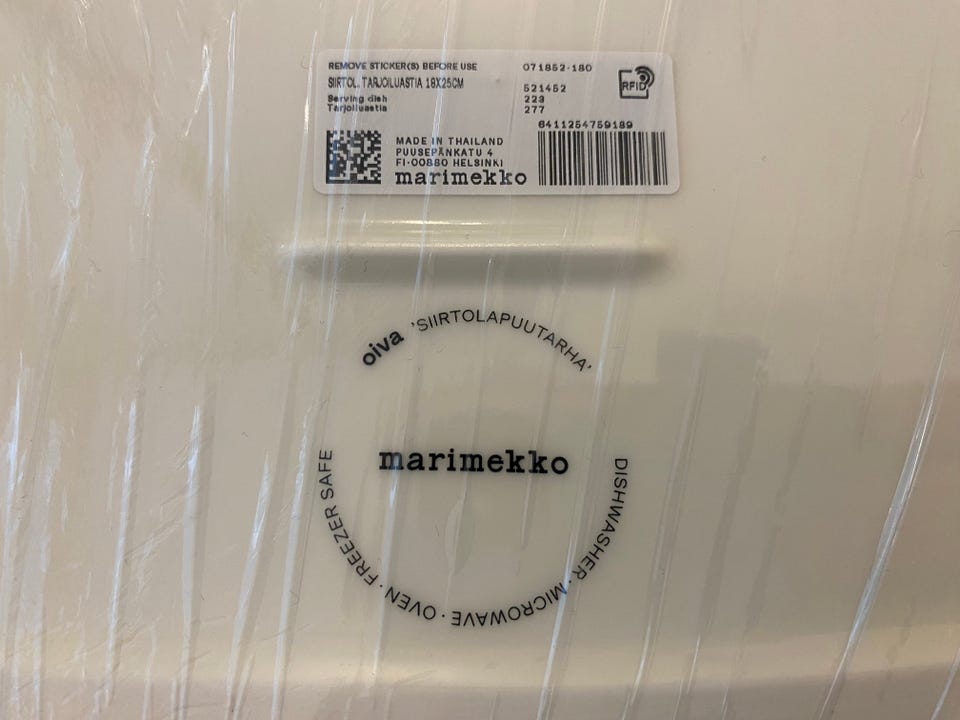 REMOVE STICKER(S) BEFORE USE
071852-180
SIIRTOL. TARJOILUASTIA 18X25CM
521452
Serving dish
223
Tarjoiluastia
277
RFID
6411254759189
MADE IN THAILAND
PUUSEPÄNKATU 4
FI-00880 HELSINKI
marimekko
oiva 'SIIRTOLAPUUTARHA'
marimekko
DISHWASHER · MICROWAVE · OVEN · FREEZER SAFE